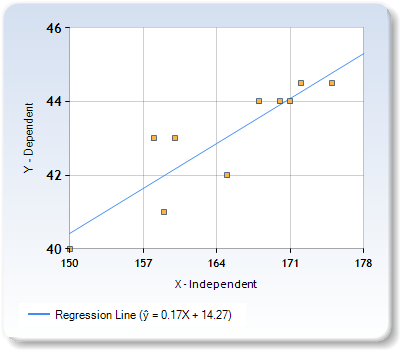 46
44
42
40
Y - Dependent
150 157 164 171 178
X - Independent
Regression Line (ŷ = 0.17X + 14.27)